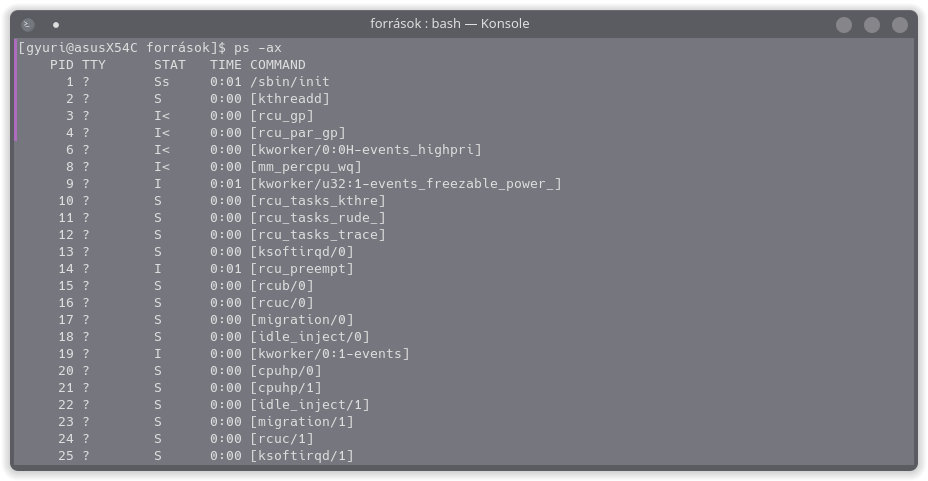 források : bash — Konsole
[gyuri@asusX54C források]$ ps -ax
    PID TTY      STAT   TIME COMMAND
      1 ?        Ss     0:01 /sbin/init
      2 ?        S      0:00 [kthreadd]
      3 ?        I<     0:00 [rcu_gp]
      4 ?        I<     0:00 [rcu_par_gp]
      6 ?        I<     0:00 [kworker/0:0H-events_highpri]
      8 ?        I<     0:00 [mm_percpu_wq]
      9 ?        I      0:01 [kworker/u32:1-events_freezable_power_]
     10 ?        S      0:00 [rcu_tasks_kthre]
     11 ?        S      0:00 [rcu_tasks_rude_]
     12 ?        S      0:00 [rcu_tasks_trace]
     13 ?        S      0:00 [ksoftirqd/0]
     14 ?        I      0:01 [rcu_preempt]
     15 ?        S      0:00 [rcub/0]
     16 ?        S      0:00 [rcuc/0]
     17 ?        S      0:00 [migration/0]
     18 ?        S      0:00 [idle_inject/0]
     19 ?        I      0:00 [kworker/0:1-events]
     20 ?        S      0:00 [cpuhp/0]
     21 ?        S      0:00 [cpuhp/1]
     22 ?        S      0:00 [idle_inject/1]
     23 ?        S      0:00 [migration/1]
     24 ?        S      0:00 [rcuc/1]
     25 ?        S      0:00 [ksoftirqd/1]